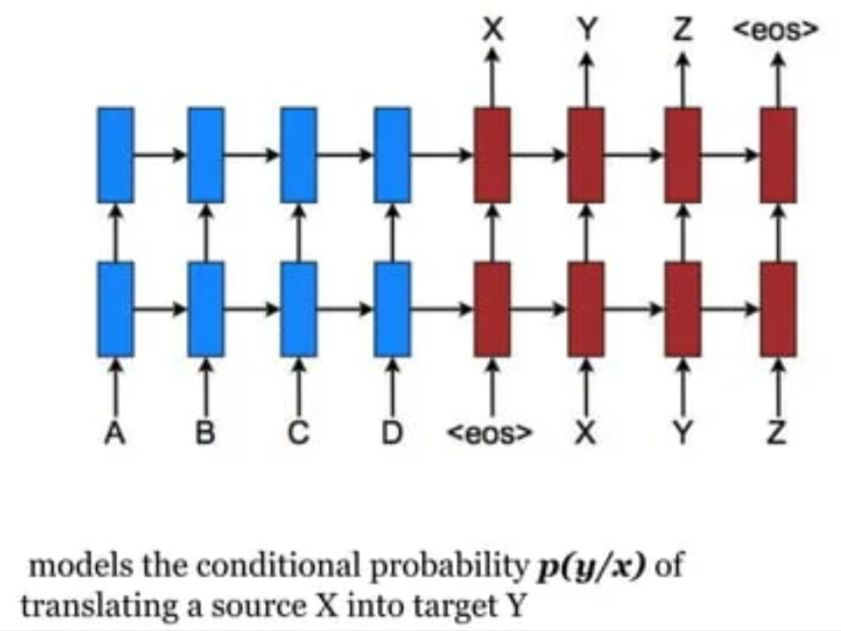 X Y Z <eos>
A B C D <eos> X Y Z
models the conditional probability p(y/x) of
translating a source X into target Y